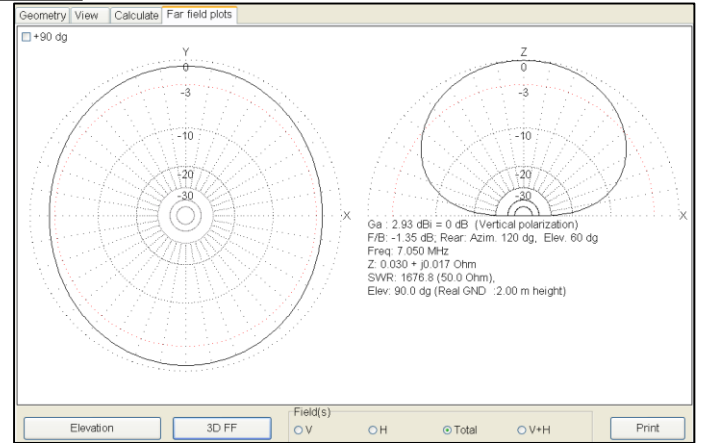 Geometry View Calculate Far field plots
+90 dg
Y
0
-3
-10
-20
-30
X
Z
0
-3
-10
-20
-30
X
Ga : 2.93 dBi = 0 dB (Vertical polarization)
F/B: -1.35 dB; Rear: Azim. 120 dg, Elev. 60 dg
Freq: 7.050 MHz
Z: 0.030 + j0.017 Ohm
SWR: 1676.8 (50.0 Ohm),
Elev: 90.0 dg (Real GND :2.00 m height)
Elevation
3D FF
Field(s)
V
H
Total
V+H
Print